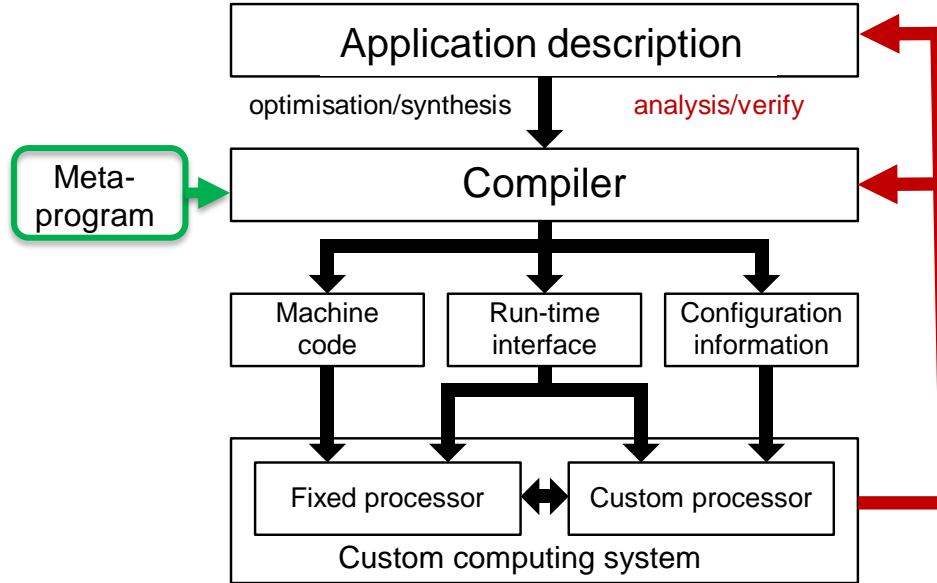 Application description
optimisation/synthesis
analysis/verify
Meta-
program
Compiler
Machine
code
Run-time
interface
Configuration
information
Fixed processor
Custom processor
Custom computing system